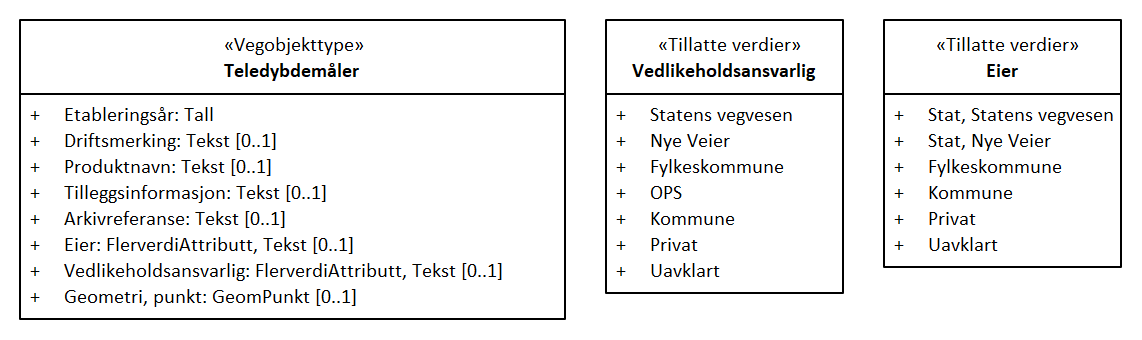 «Vegobjekttype»
Teledybdemåler
+ Etableringsår: Tall
+ Driftsmerking: Tekst [0..1]
+ Produktnavn: Tekst [0..1]
+ Tilleggsinformasjon: Tekst [0..1]
+ Arkivreferanse: Tekst [0..1]
+ Eier: FlerverdiAttributt, Tekst [0..1]
+ Vedlikeholdsansvarlig: FlerverdiAttributt, Tekst [0..1]
+ Geometri, punkt: GeomPunkt [0..1]
«Tillatte verdier»
Vedlikeholdsansvarlig
+ Statens vegvesen
+ Nye Veier
+ Fylkeskommune
+ OPS
+ Kommune
+ Privat
+ Uavklart
«Tillatte verdier»
Eier
+ Stat, Statens vegvesen
+ Stat, Nye Veier
+ Fylkeskommune
+ Kommune
+ Privat
+ Uavklart